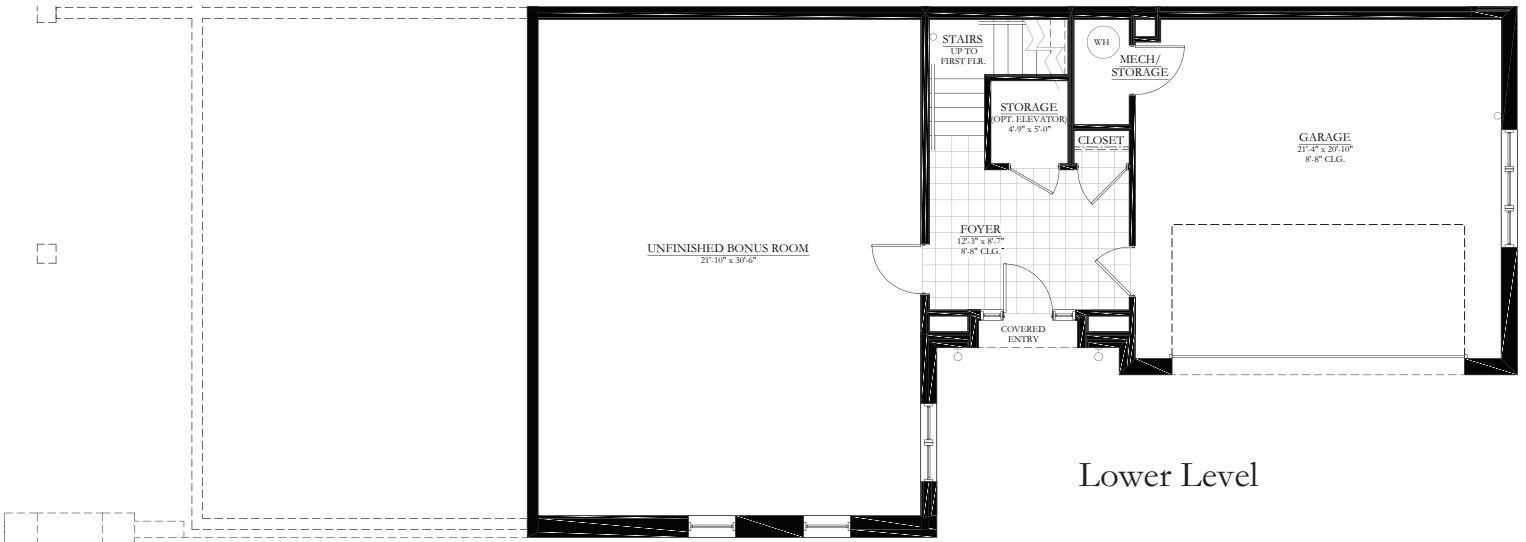 STAIRS
UP TO
FIRST FLR.
WH
MECH/
STORAGE
STORAGE
(OPT. ELEVATOR)
4'-9" x 5'-0"
CLOSET
GARAGE
21'-4" x 20'-10"
8'-8" CLG.
FOYER
12'-3" x 8'-7"
8'-8" CLG.
UNFINISHED BONUS ROOM
21'-10" x 30'-6"
COVERED
ENTRY
Lower Level